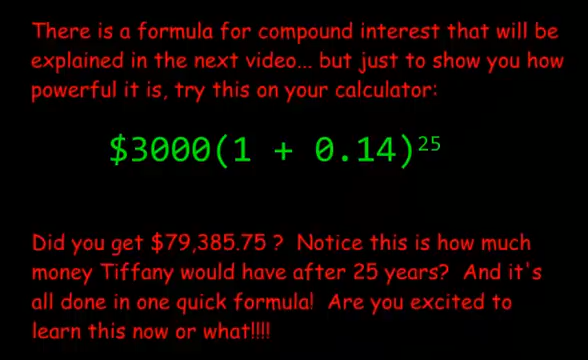 There is a formula for compound interest that will be
explained in the next video... but just to show you how
powerful it is, try this on your calculator:
$3000(1 + 0.14)²⁵
Did you get $79,385.75 ? Notice this is how much
money Tiffany would have after 25 years? And it's
all done in one quick formula! Are you excited to
learn this now or what!!!!